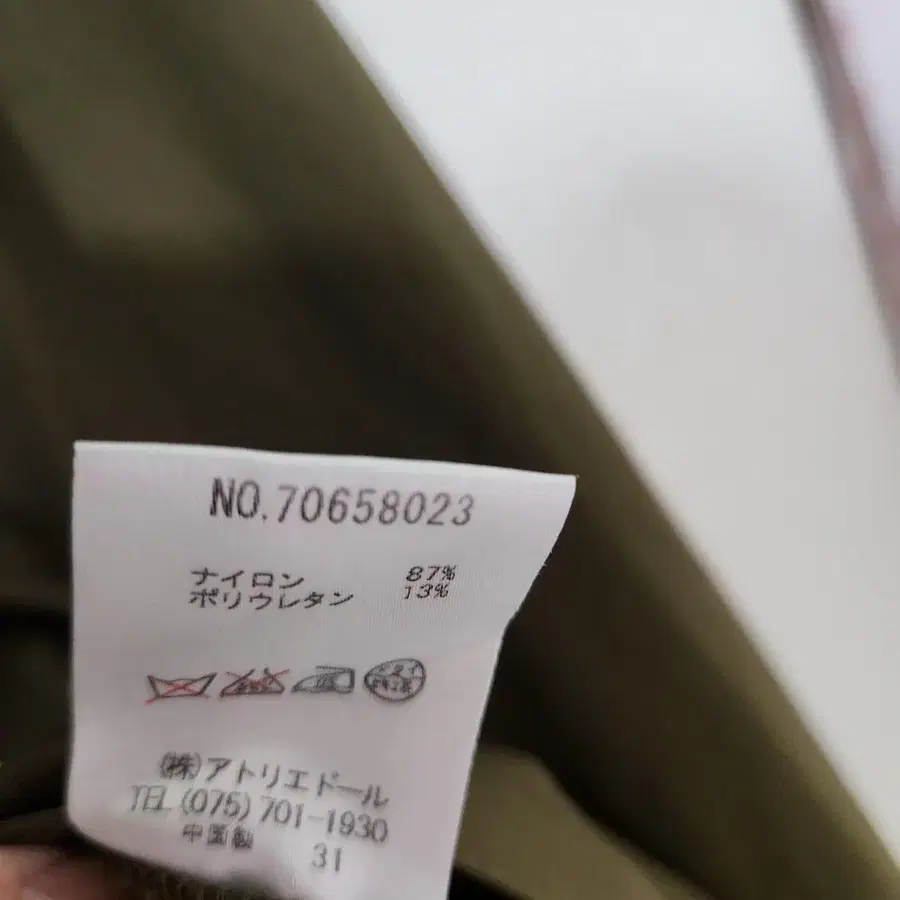 NO.70658023
ナイロン 87%
ポリウレタン 13%
(株)アトリエドール
TEL (075) 701-1930
中国製 31